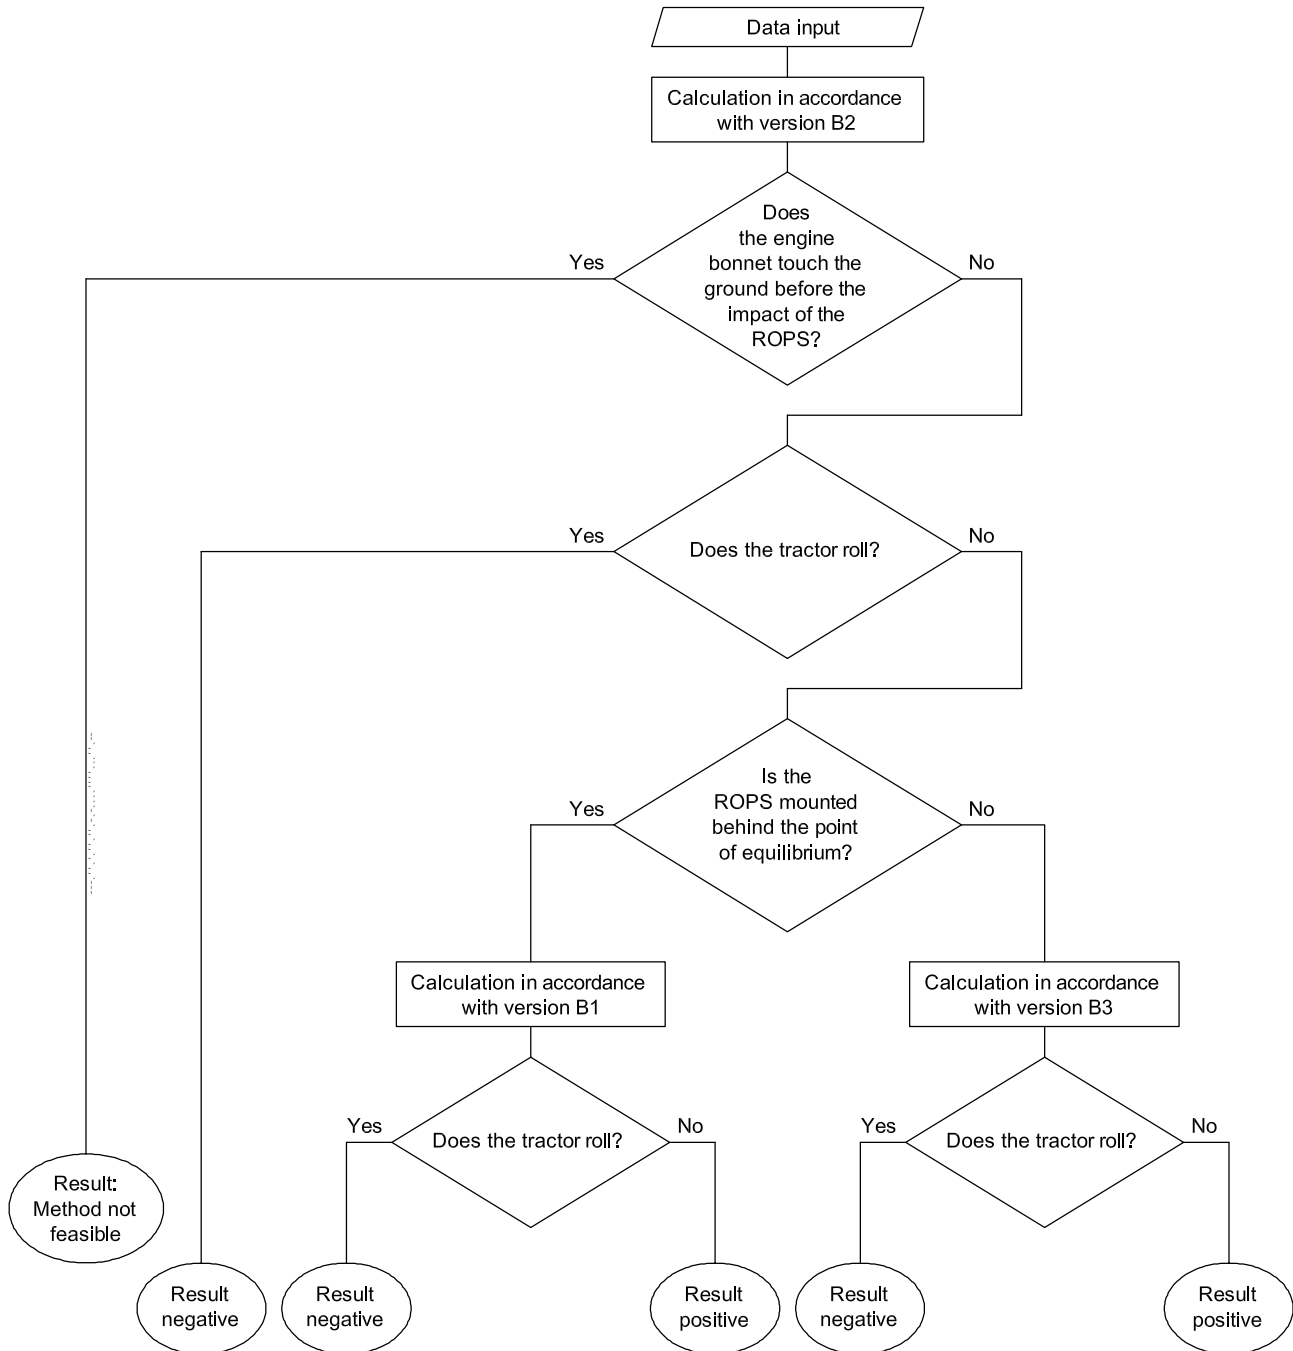 Data input
Calculation in accordance
with version B2
Does
the engine
bonnet touch the
ground before the
impact of the
ROPS?
Yes
No
Does the tractor roll?
Yes
No
Is the
ROPS mounted
behind the point
of equilibrium?
Yes
No
Calculation in accordance
with version B1
Calculation in accordance
with version B3
Yes
Does the tractor roll?
No
Yes
Does the tractor roll?
No
Result:
Method not
feasible
Result
negative
Result
negative
Result
positive
Result
negative
Result
positive